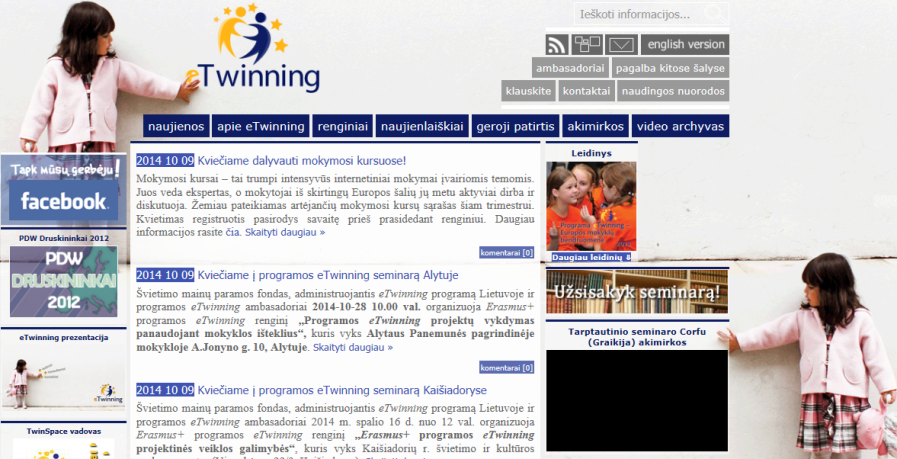 Ieškoti informacijos...
eTwinning
english version
ambasadoriai pagalba kitose šalyse
klauskite kontaktai naudingos nuorodos
naujienos apie eTwinning renginiai naujienlaiškiai geroji patirtis akimirkos video archyvas
Tapk mūsų gerbėju!
facebook
PDW Druskininkai 2012
PDW
DRUSKININKAI
2012
eTwinning prezentacija
TwinSpace vadovas
2014 10 09 Kviečiame dalyvauti mokymosi kursuose!
Mokymosi kursai – tai trumpi intensyvūs internetiniai mokymai įvairiomis temomis.
Juos veda ekspertas, o mokytojai iš skirtingų Europos šalių jų metu aktyviai dirba ir
diskutuoja. Žemiau pateikiamas artėjančių mokymosi kursų sąrašas šiam trimestrui.
Kvietimas registruotis pasirodys savaitę prieš prasidedant renginiui. Daugiau
informacijos rasite čia. Skaityti daugiau »
komentarai [0]
2014 10 09 Kviečiame į programos eTwinning seminarą Alytuje
Švietimo mainų paramos fondas, administruojantis eTwinning programą Lietuvoje ir
programos eTwinning ambasadoriai 2014-10-28 10.00 val. organizuoja Erasmus+
programos eTwinning renginį „Programos eTwinning projektų vykdymas
panaudojant mokyklos išteklius“, kuris vyks Alytaus Panemunės pagrindinėje
mokykloje A.Jonyno g. 10, Alytuje. Skaityti daugiau »
komentarai [0]
2014 10 09 Kviečiame į programos eTwinning seminarą Kaišiadoryse
Švietimo mainų paramos fondas, administruojantis eTwinning programą Lietuvoje ir
programos eTwinning ambasadoriai 2014 m. spalio 16 d. nuo 12 val. organizuoja
Erasmus+ programos eTwinning renginį „Erasmus+ programos eTwinning
projektinės veiklos galimybės“, kuris vyks Kaišiadorių r. švietimo ir kultūros
Leidinys
Daugiau leidinių
Užsisakyk seminarą!
Tarptautinio seminaro Corfu
(Graikija) akimirkos